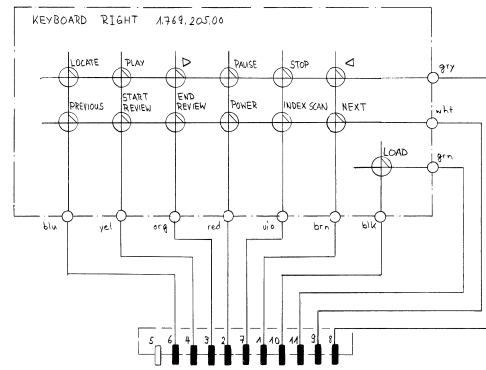 KEYBOARD RIGHT 1.769.205.00
LOCATE PLAY ▷ PAUSE STOP ◁
gry
PREVIOUS START REVIEW END REVIEW POWER INDEX SCAN NEXT
wht
LOAD
grn
blu yel org red vio brn blk
5 6 4 3 2 7 1 10 11 9 8